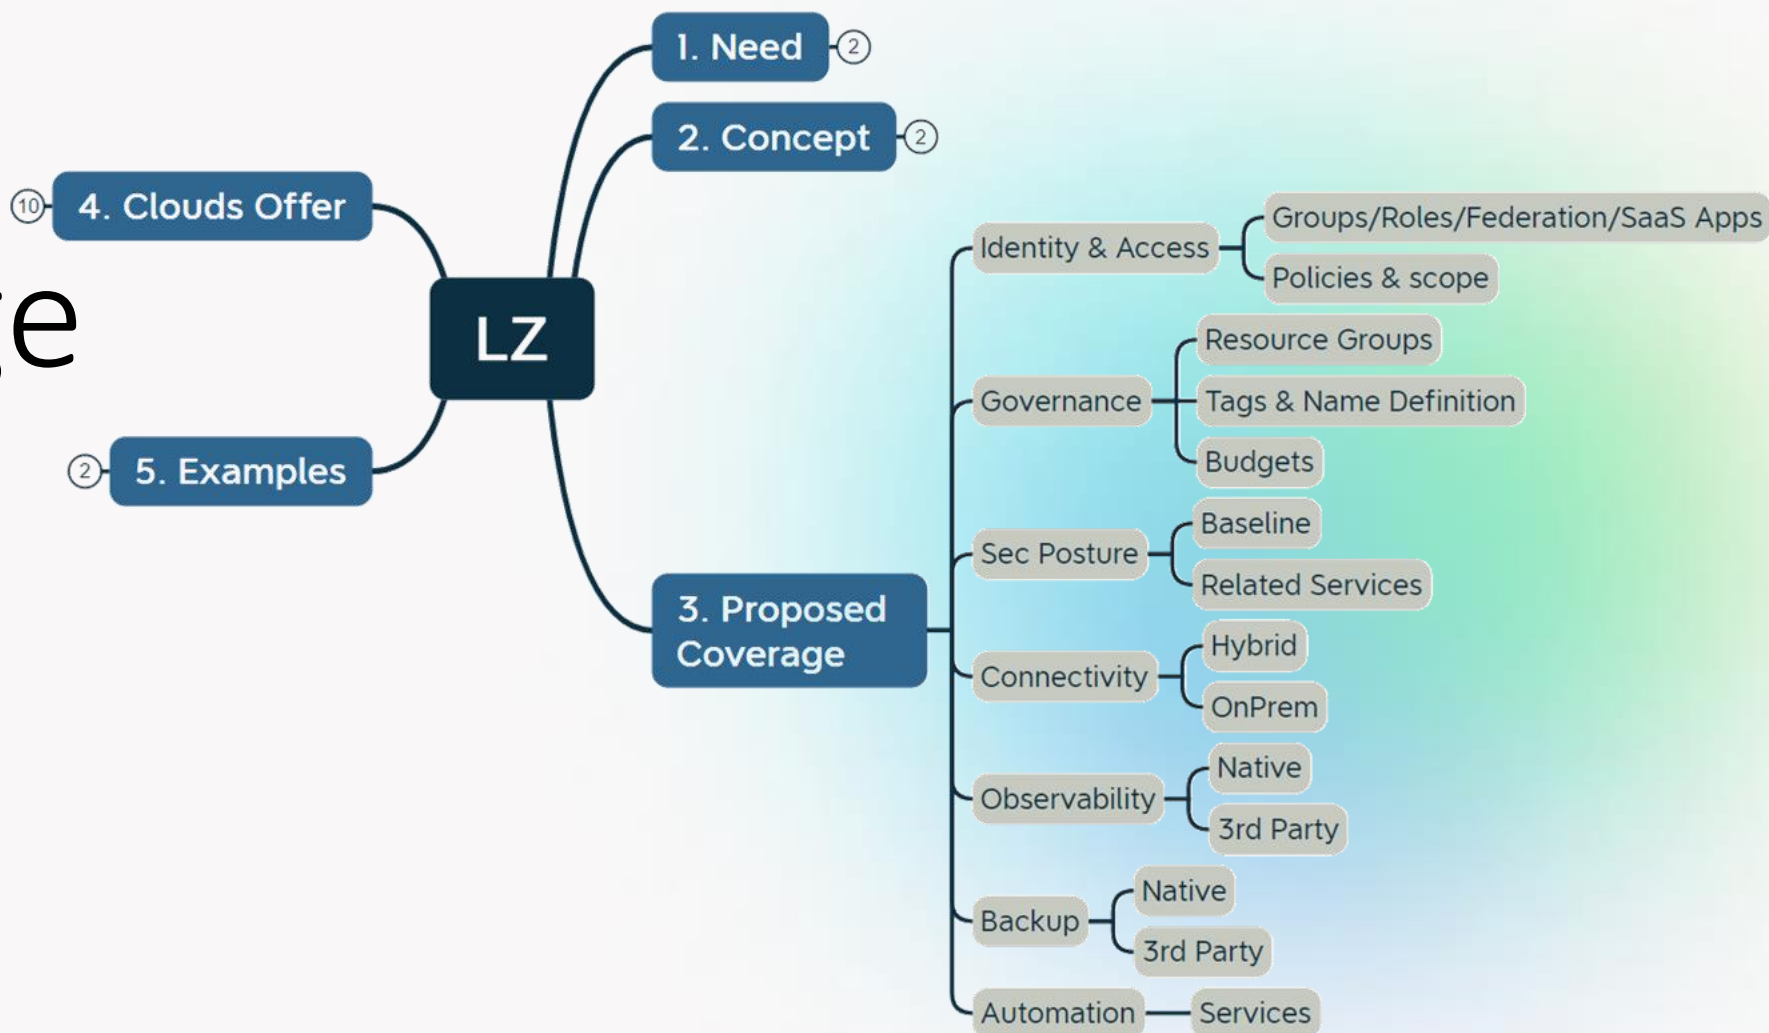 1. Need
2
2. Concept
2
10
4. Clouds Offer
ge
LZ
2
5. Examples
3. Proposed
Coverage
Identity & Access
Groups/Roles/Federation/SaaS Apps
Policies & scope
Governance
Resource Groups
Tags & Name Definition
Budgets
Sec Posture
Baseline
Related Services
Connectivity
Hybrid
OnPrem
Observability
Native
3rd Party
Backup
Native
3rd Party
Automation
Services